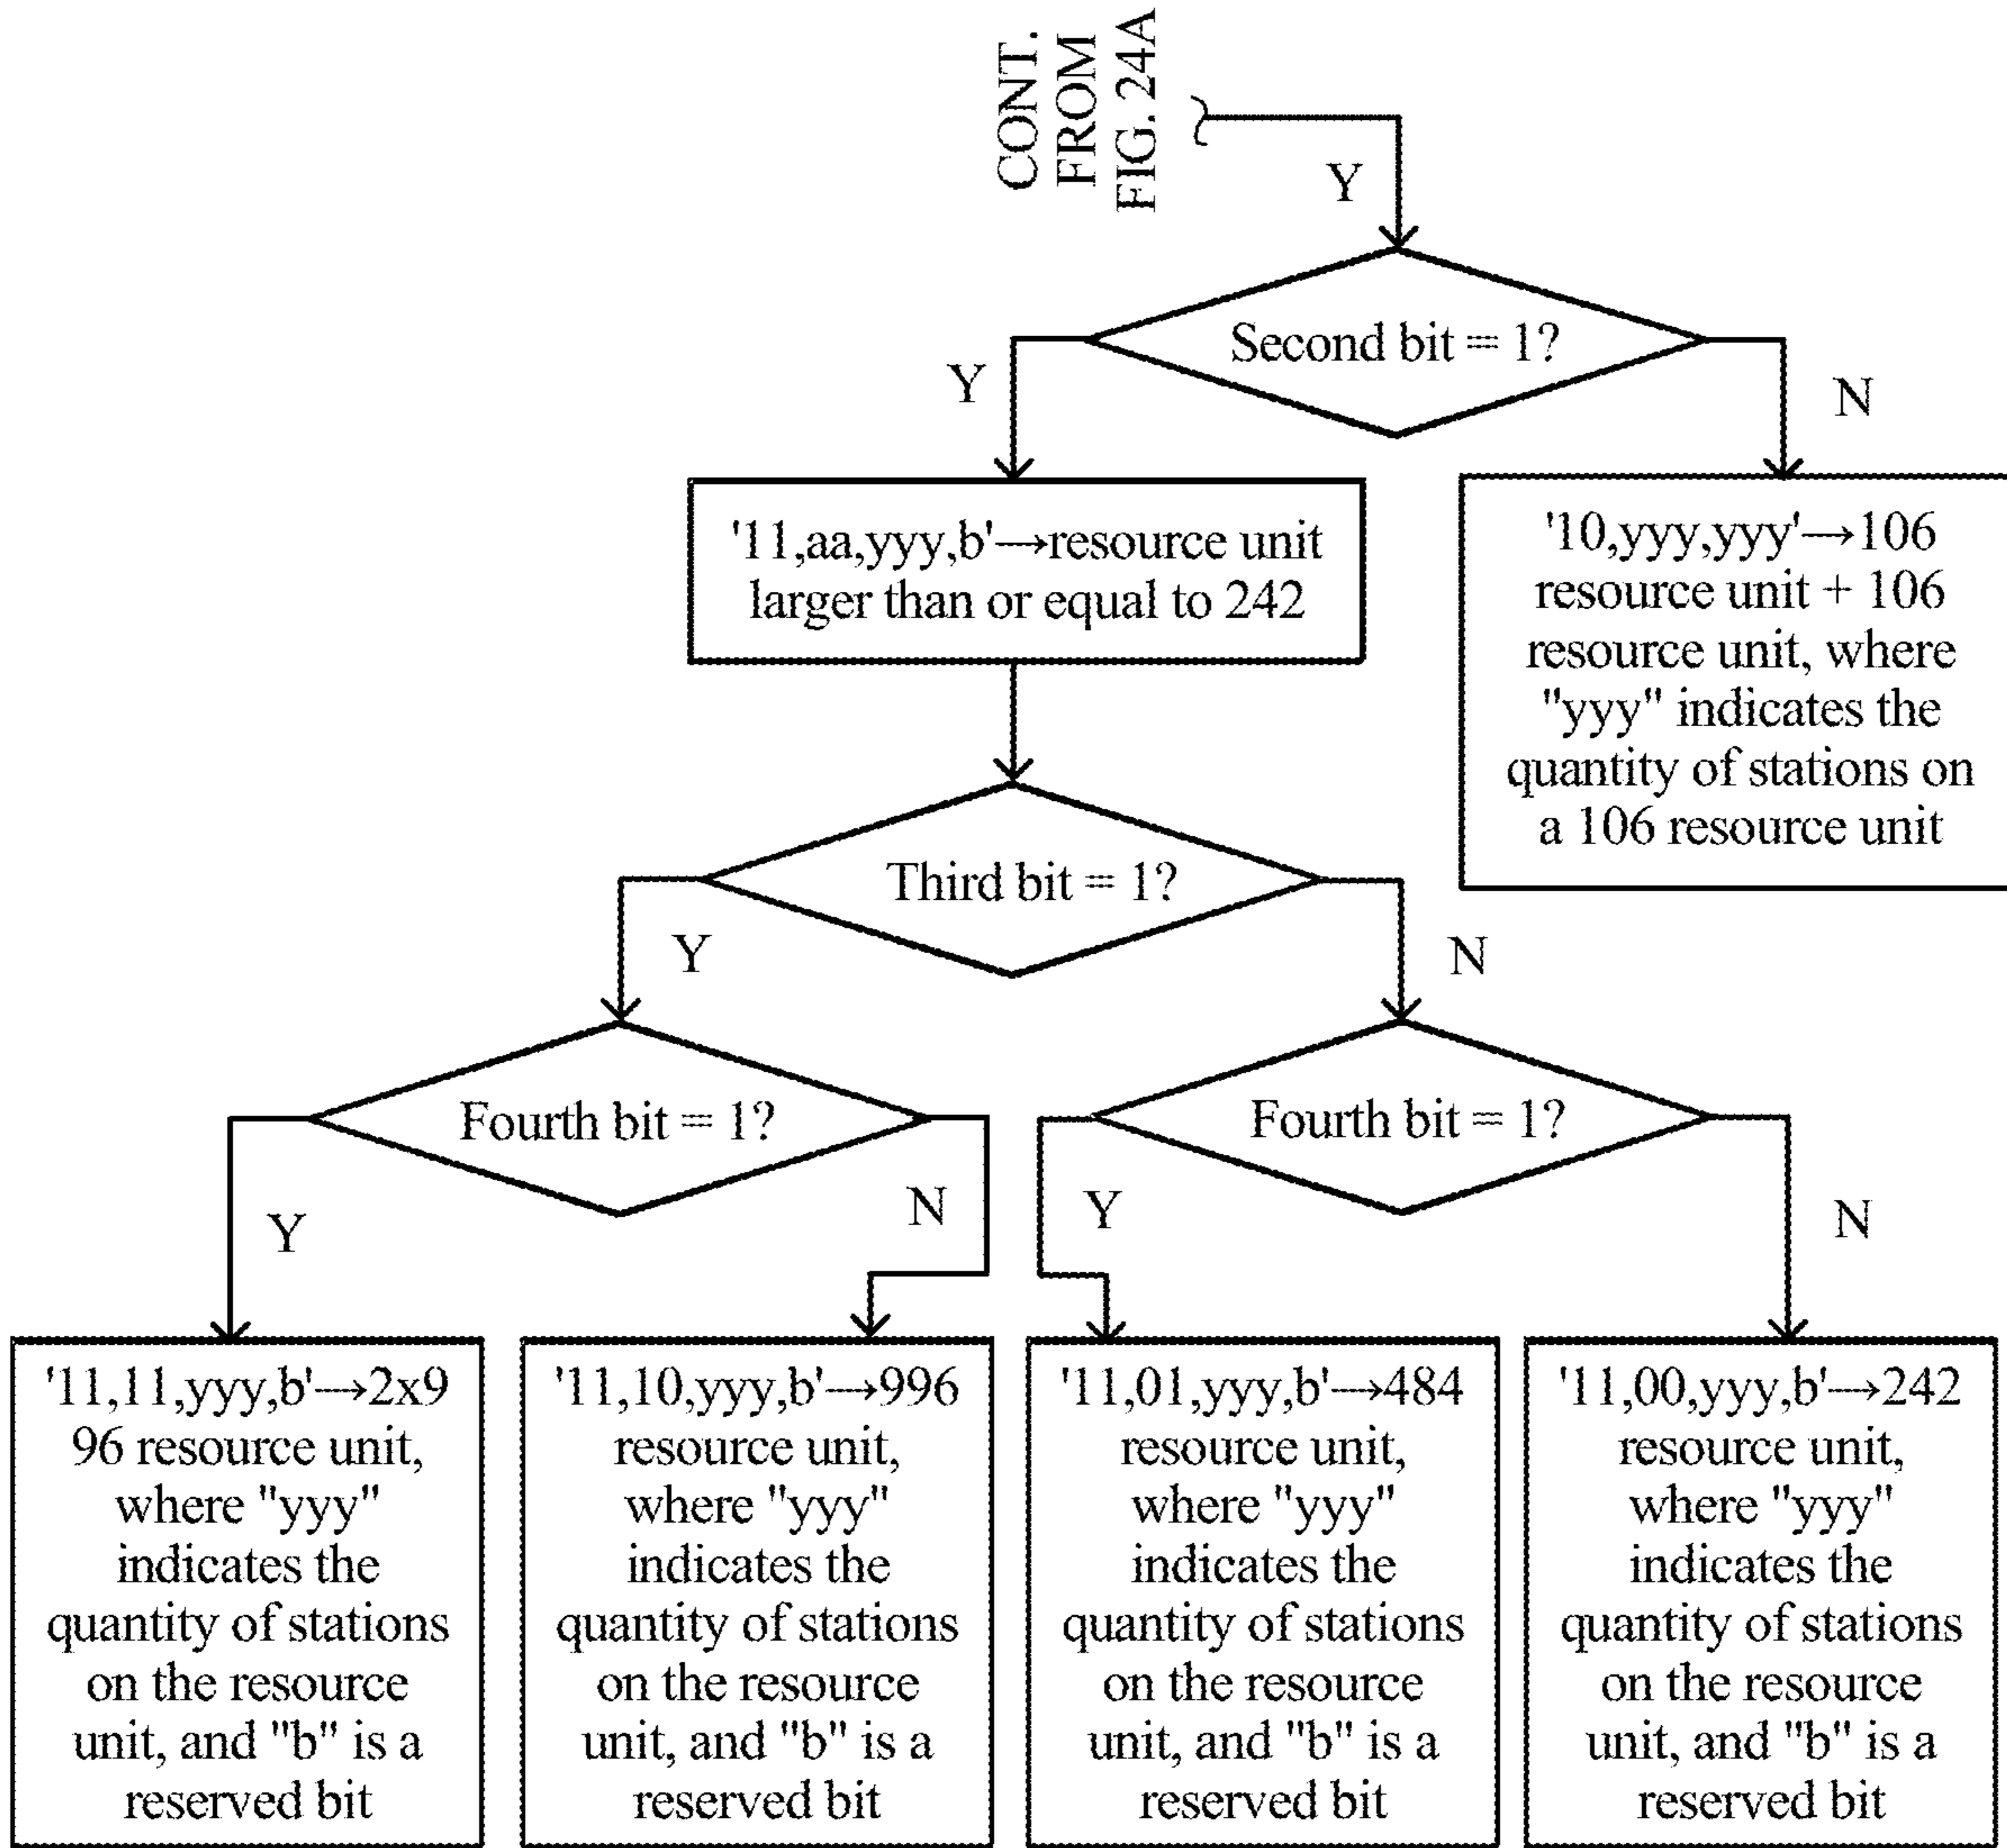 CONT.
FROM
FIG. 24A
Y
Second bit = 1?
Y
N
'11,aa,yyy,b'→resource unit
larger than or equal to 242
'10,yyy,yyy'→106
resource unit + 106
resource unit, where
"yyy" indicates the
quantity of stations on
a 106 resource unit
Third bit = 1?
Y
N
Fourth bit = 1?
Fourth bit = 1?
Y
N
Y
N
'11,11,yyy,b'→2x9
96 resource unit,
where "yyy"
indicates the
quantity of stations
on the resource
unit, and "b" is a
reserved bit
'11,10,yyy,b'→996
resource unit,
where "yyy"
indicates the
quantity of stations
on the resource
unit, and "b" is a
reserved bit
'11,01,yyy,b'→484
resource unit,
where "yyy"
indicates the
quantity of stations
on the resource
unit, and "b" is a
reserved bit
'11,00,yyy,b'→242
resource unit,
where "yyy"
indicates the
quantity of stations
on the resource
unit, and "b" is a
reserved bit